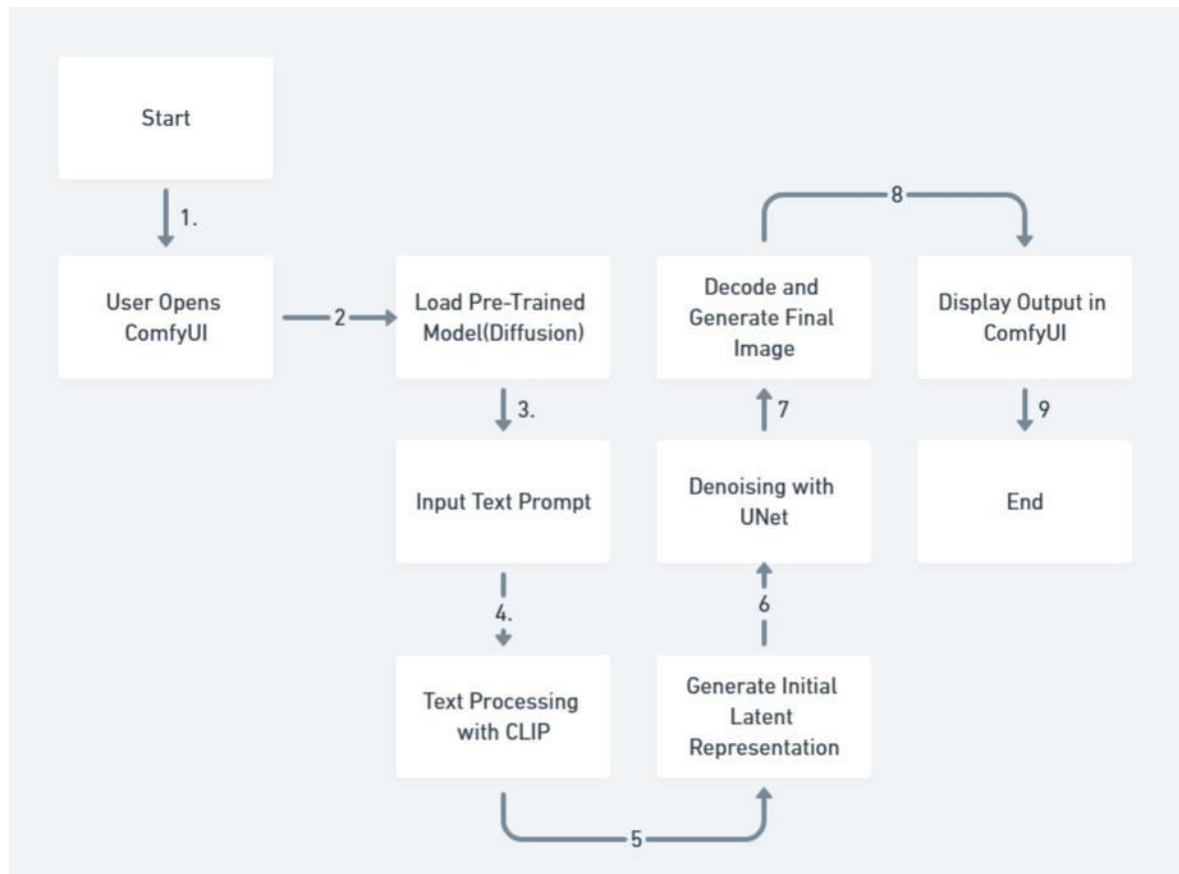 Start
1.
User Opens
ComfyUI
2
Load Pre-Trained
Model(Diffusion)
3.
Input Text Prompt
4.
Text Processing
with CLIP
5
Generate Initial
Latent
Representation
6
Denoising with
UNet
7
Decode and
Generate Final
Image
8
Display Output in
ComfyUI
9
End